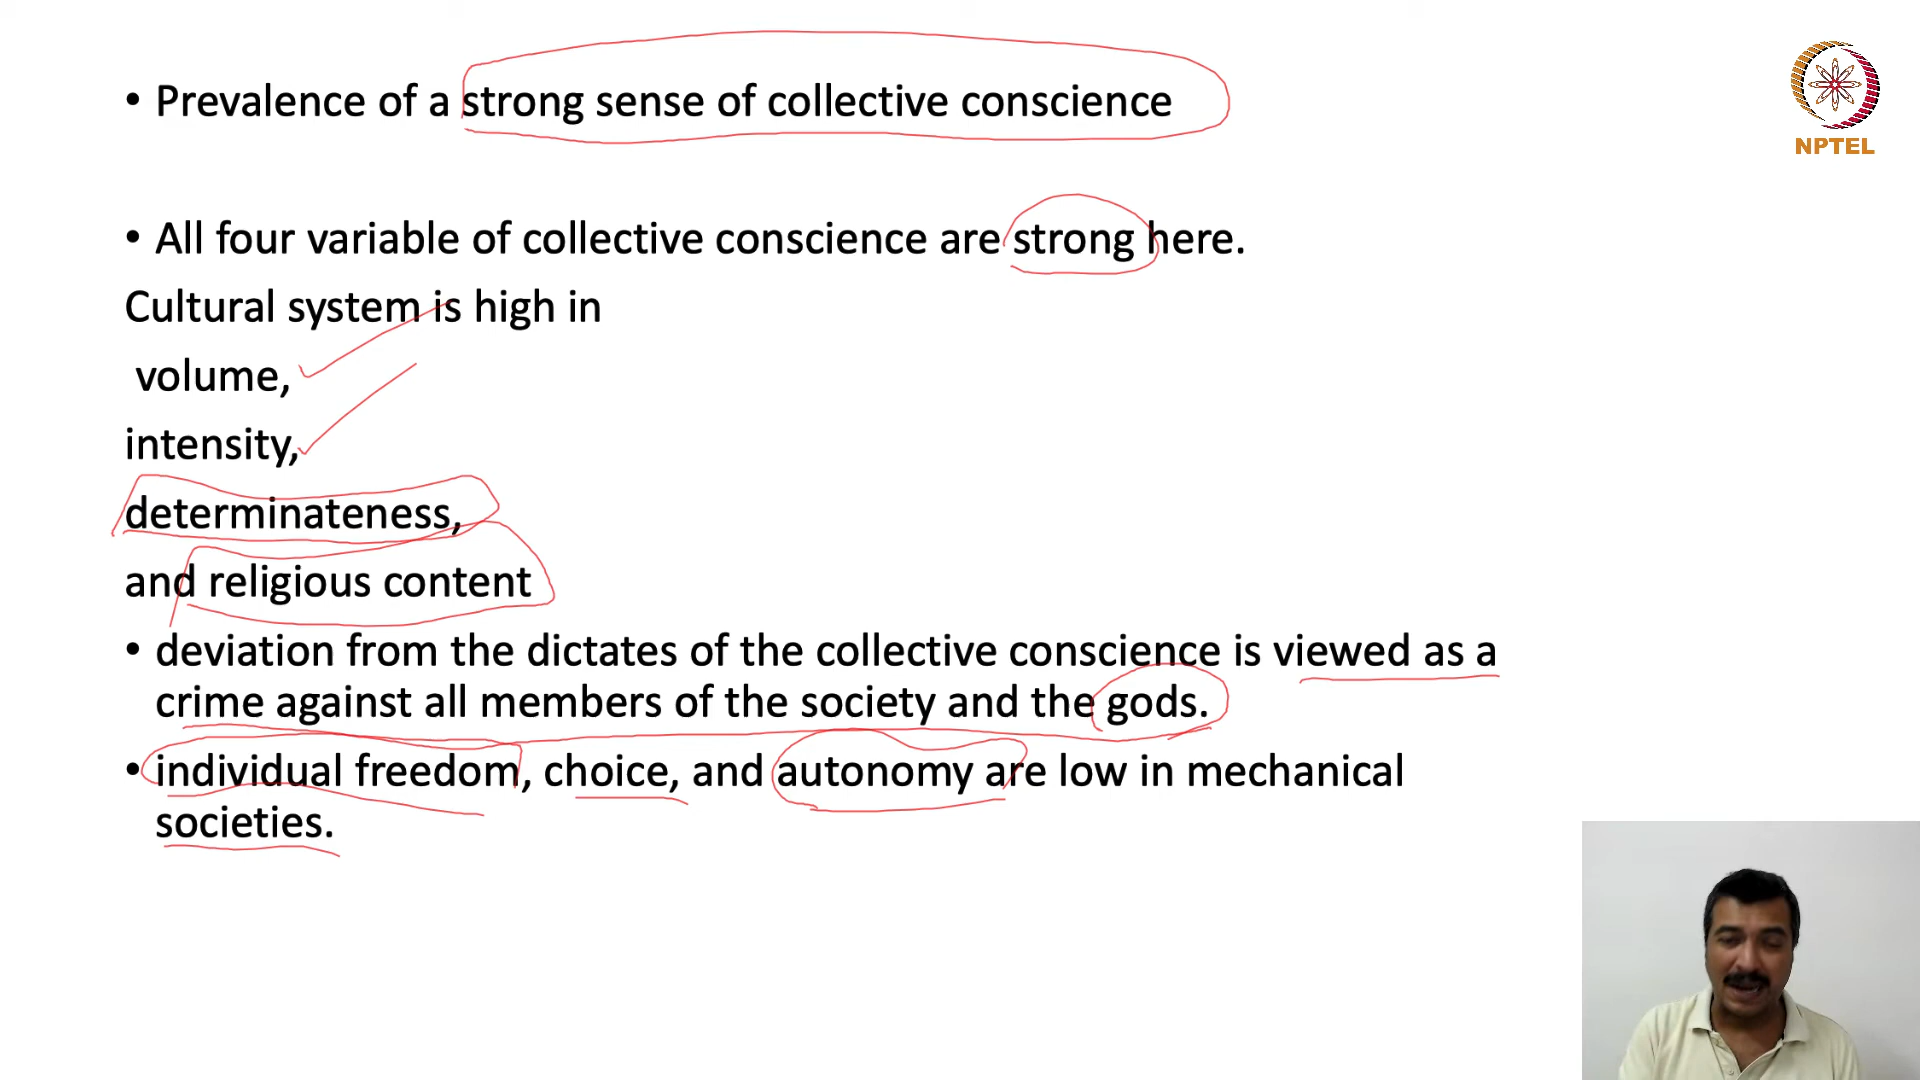 • Prevalence of a strong sense of collective conscience
NPTEL
• All four variable of collective conscience are strong here.
Cultural system is high in
volume,
intensity,
determinateness,
and religious content
• deviation from the dictates of the collective conscience is viewed as a
crime against all members of the society and the gods.
• individual freedom, choice, and autonomy are low in mechanical
societies.